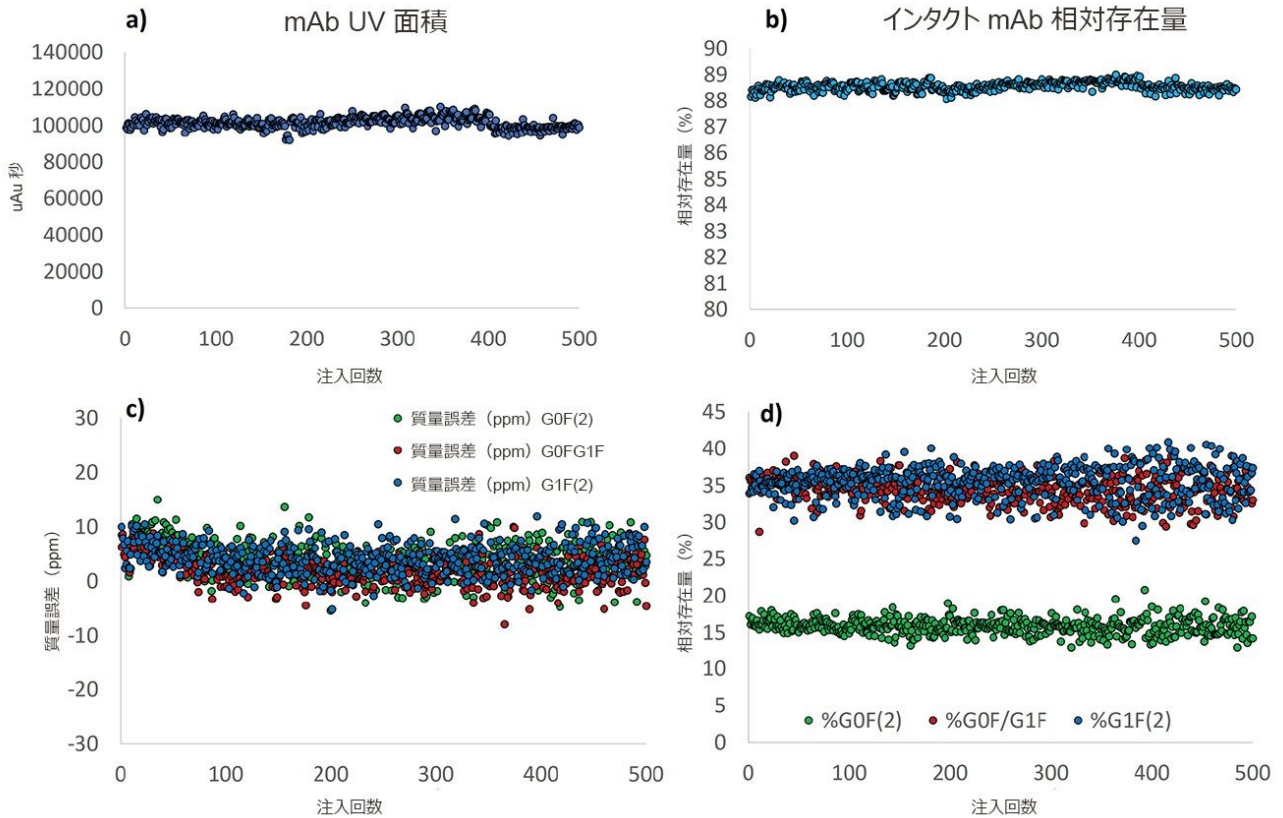 a)
mAb UV 面積
140000
120000
100000
80000
60000
40000
20000
0
uAu 秒
0 100 200 300 400 500
注入回数
b)
インタクト mAb 相対存在量
90
89
88
87
86
85
84
83
82
81
80
相対存在量（%）
0 100 200 300 400 500
注入回数
c)
質量誤差（ppm）G0F(2)
質量誤差（ppm）G0FG1F
質量誤差（ppm）G1F(2)
30
20
10
0
-10
-20
-30
質量誤差（ppm）
0 100 200 300 400 500
注入回数
d)
45
40
35
30
25
20
15
10
5
0
相対存在量（%）
%G0F(2) %G0F/G1F %G1F(2)
0 100 200 300 400 500
注入回数